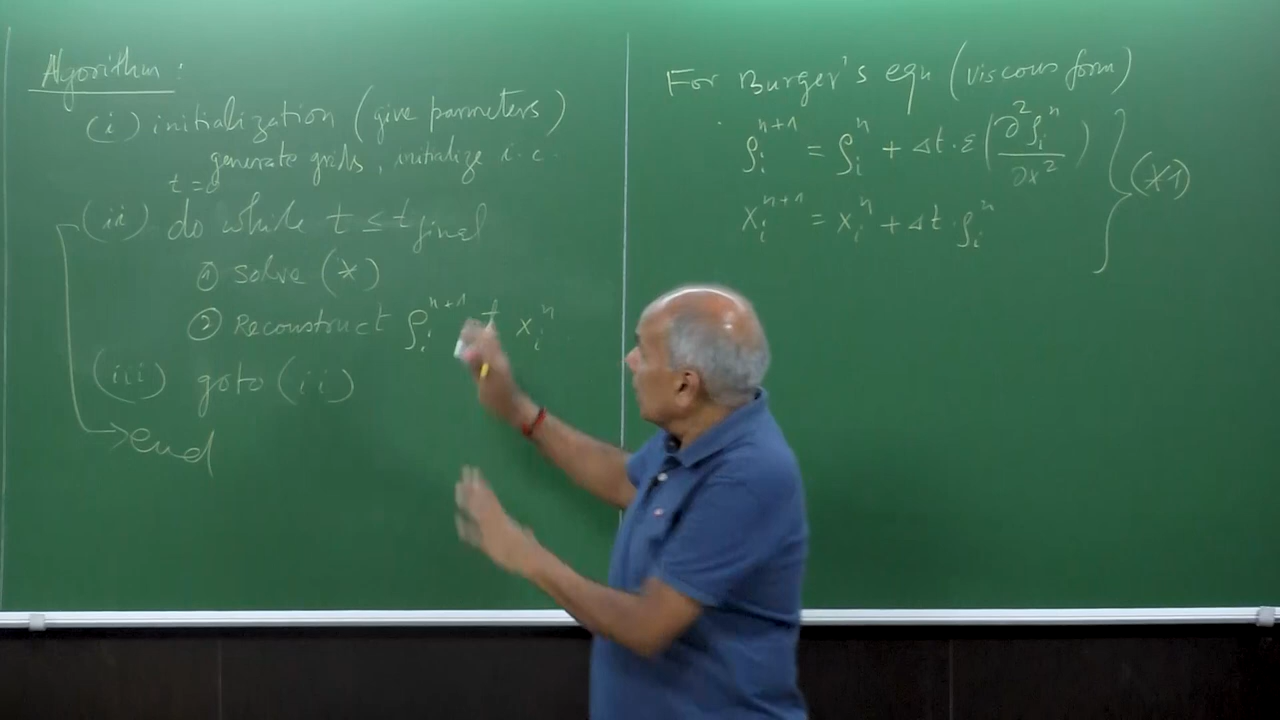 Algorithm :
(i) initialization (give parmeters)
generate grids, initialize i.c.
t=0
(ii) do while t ≤ t_final
① solve (*)
② Reconstruct ρ_i^{n+1} x_i^n
(iii) goto (ii)
→ end
For Burger's eqn (viscous form)
ρ_i^{n+1} = ρ_i^n + Δt·ε (∂²ρ_i^n / ∂x²)
x_i^{n+1} = x_i^n + Δt·ρ_i^n
} (*1)